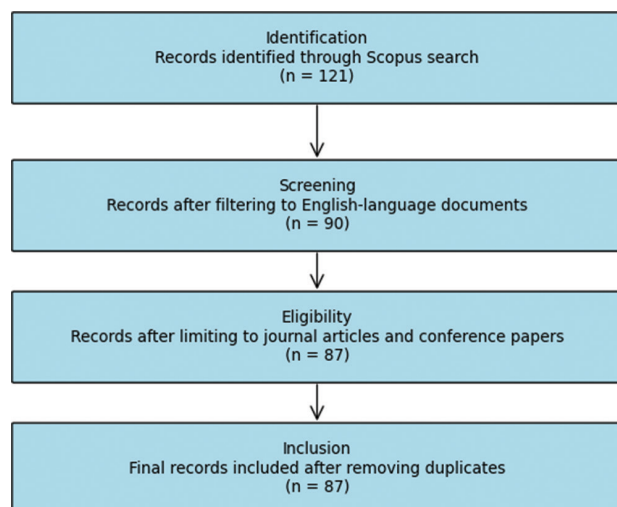 Identification
Records identified through Scopus search
(n = 121)
Screening
Records after filtering to English-language documents
(n = 90)
Eligibility
Records after limiting to journal articles and conference papers
(n = 87)
Inclusion
Final records included after removing duplicates
(n = 87)